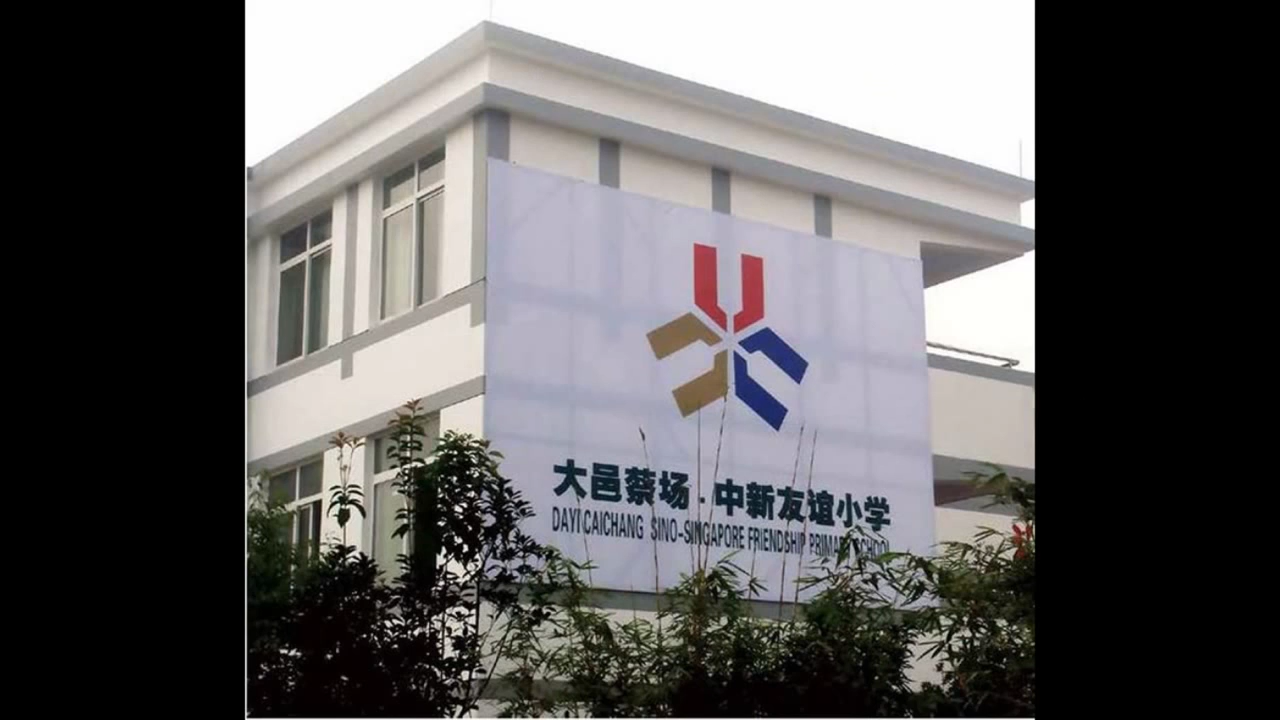 大邑蔡场·中新友谊小学
DAYI CAICHANG SINO-SINGAPORE FRIENDSHIP PRIMARY SCHOOL